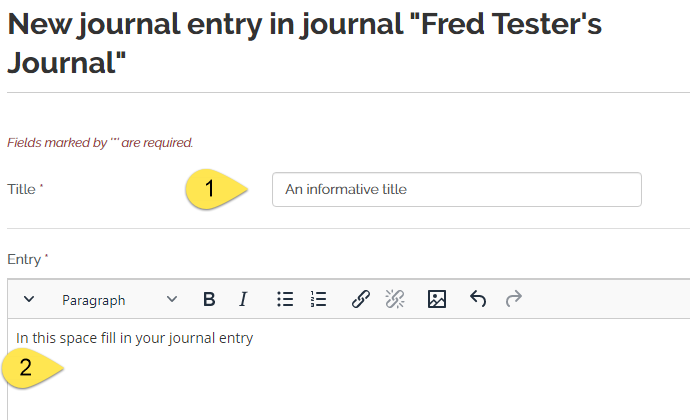 New journal entry in journal "Fred Tester's
Journal"
Fields marked by '*' are required.
Title *
1
An informative title
Entry *
Paragraph
B
I
In this space fill in your journal entry
2